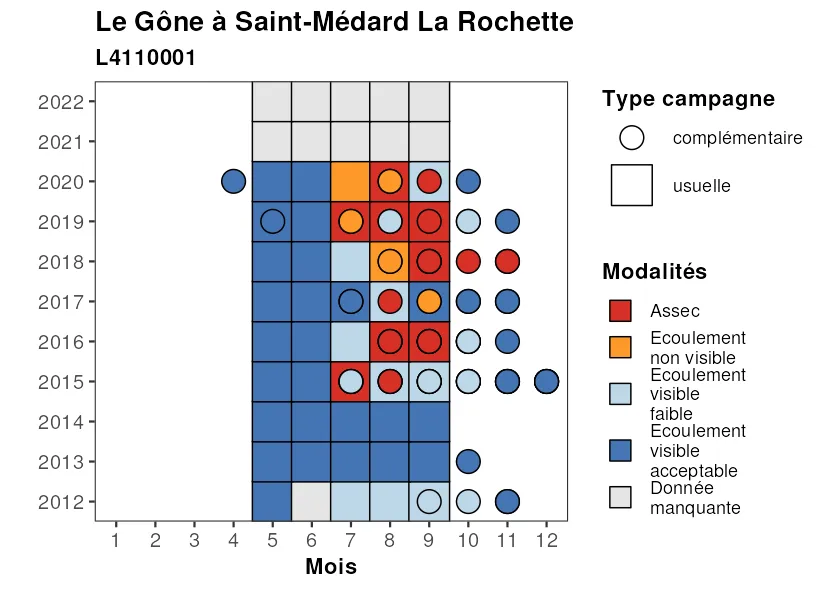 Le Gône à Saint-Médard La Rochette
L4110001
2022
2021
2020
2019
2018
2017
2016
2015
2014
2013
2012
1 2 3 4 5 6 7 8 9 10 11 12
Mois
Type campagne
complémentaire
usuelle
Modalités
Assec
Ecoulement
non visible
Ecoulement
visible
faible
Ecoulement
visible
acceptable
Donnée
manquante